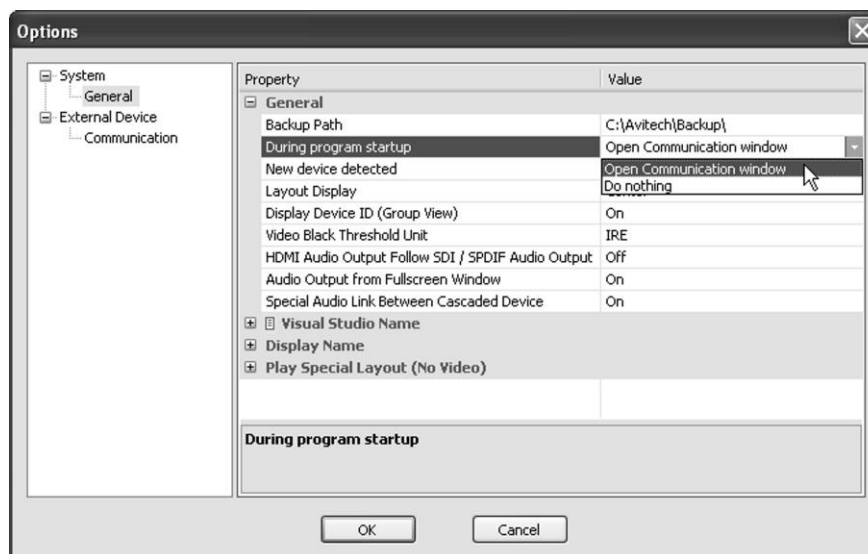 Options
System
General
External Device
Communication
Property Value
General
Backup Path C:\Avitech\Backup\
During program startup Open Communication window
New device detected Open Communication window
Layout Display Do nothing
Display Device ID (Group View) On
Video Black Threshold Unit IRE
HDMI Audio Output Follow SDI / SPDIF Audio Output Off
Audio Output from Fullscreen Window On
Special Audio Link Between Cascaded Device On
Visual Studio Name
Display Name
Play Special Layout (No Video)
During program startup
OK Cancel